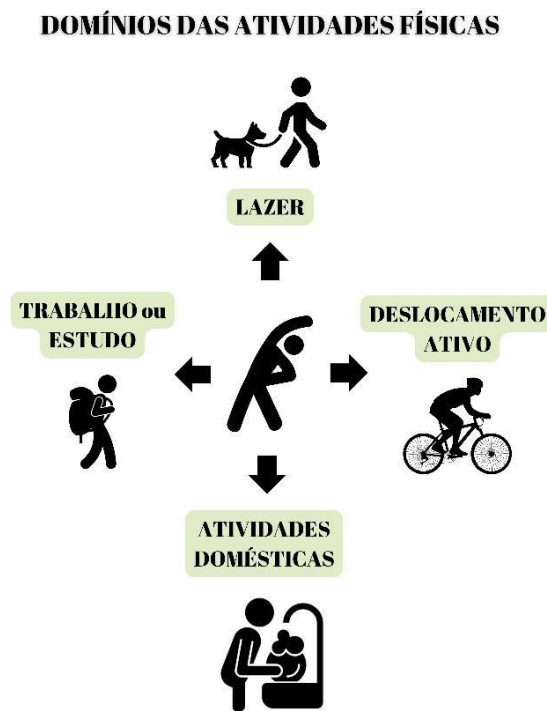 DOMÍNIOS DAS ATIVIDADES FÍSICAS
LAZER
TRABALHO ou
ESTUDO
DESLOCAMENTO
ATIVO
ATIVIDADES
DOMÉSTICAS